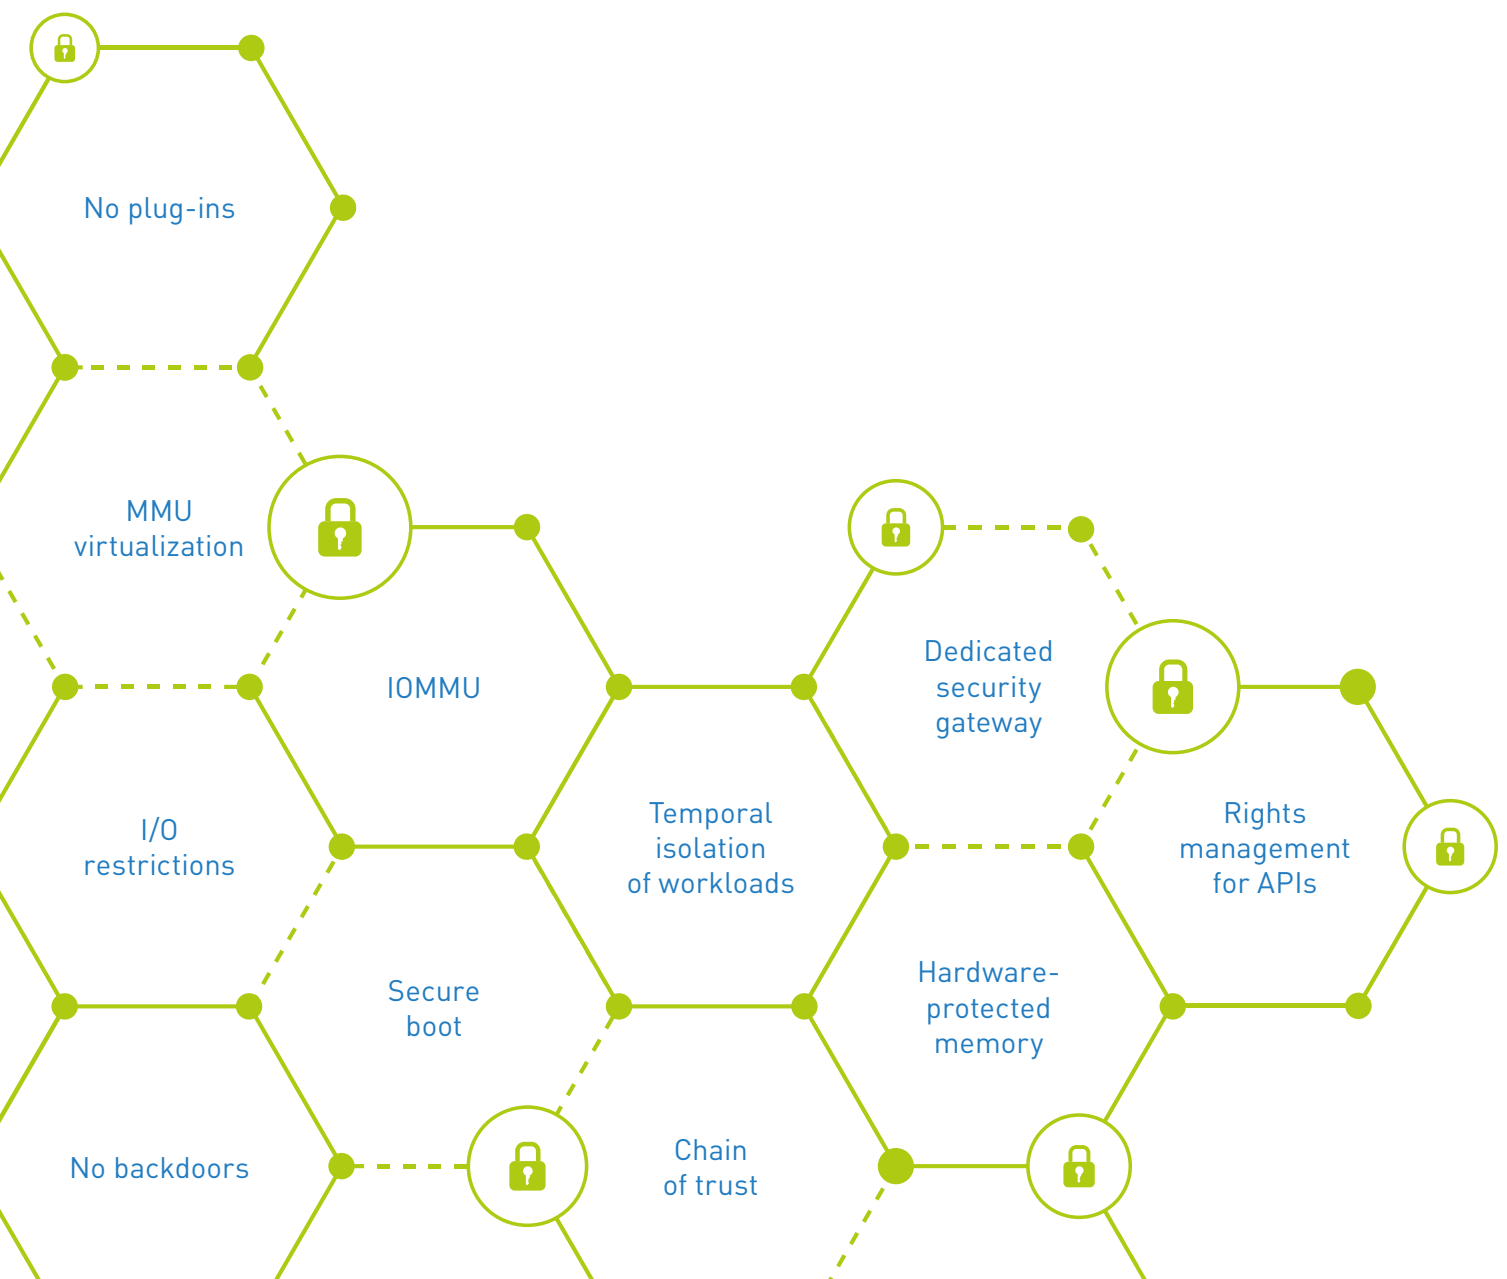 No plug-ins
MMU
virtualization
IOMMU
I/O
restrictions
Secure
boot
No backdoors
Temporal
isolation
of workloads
Chain
of trust
Dedicated
security
gateway
Hardware-
protected
memory
Rights
management
for APIs